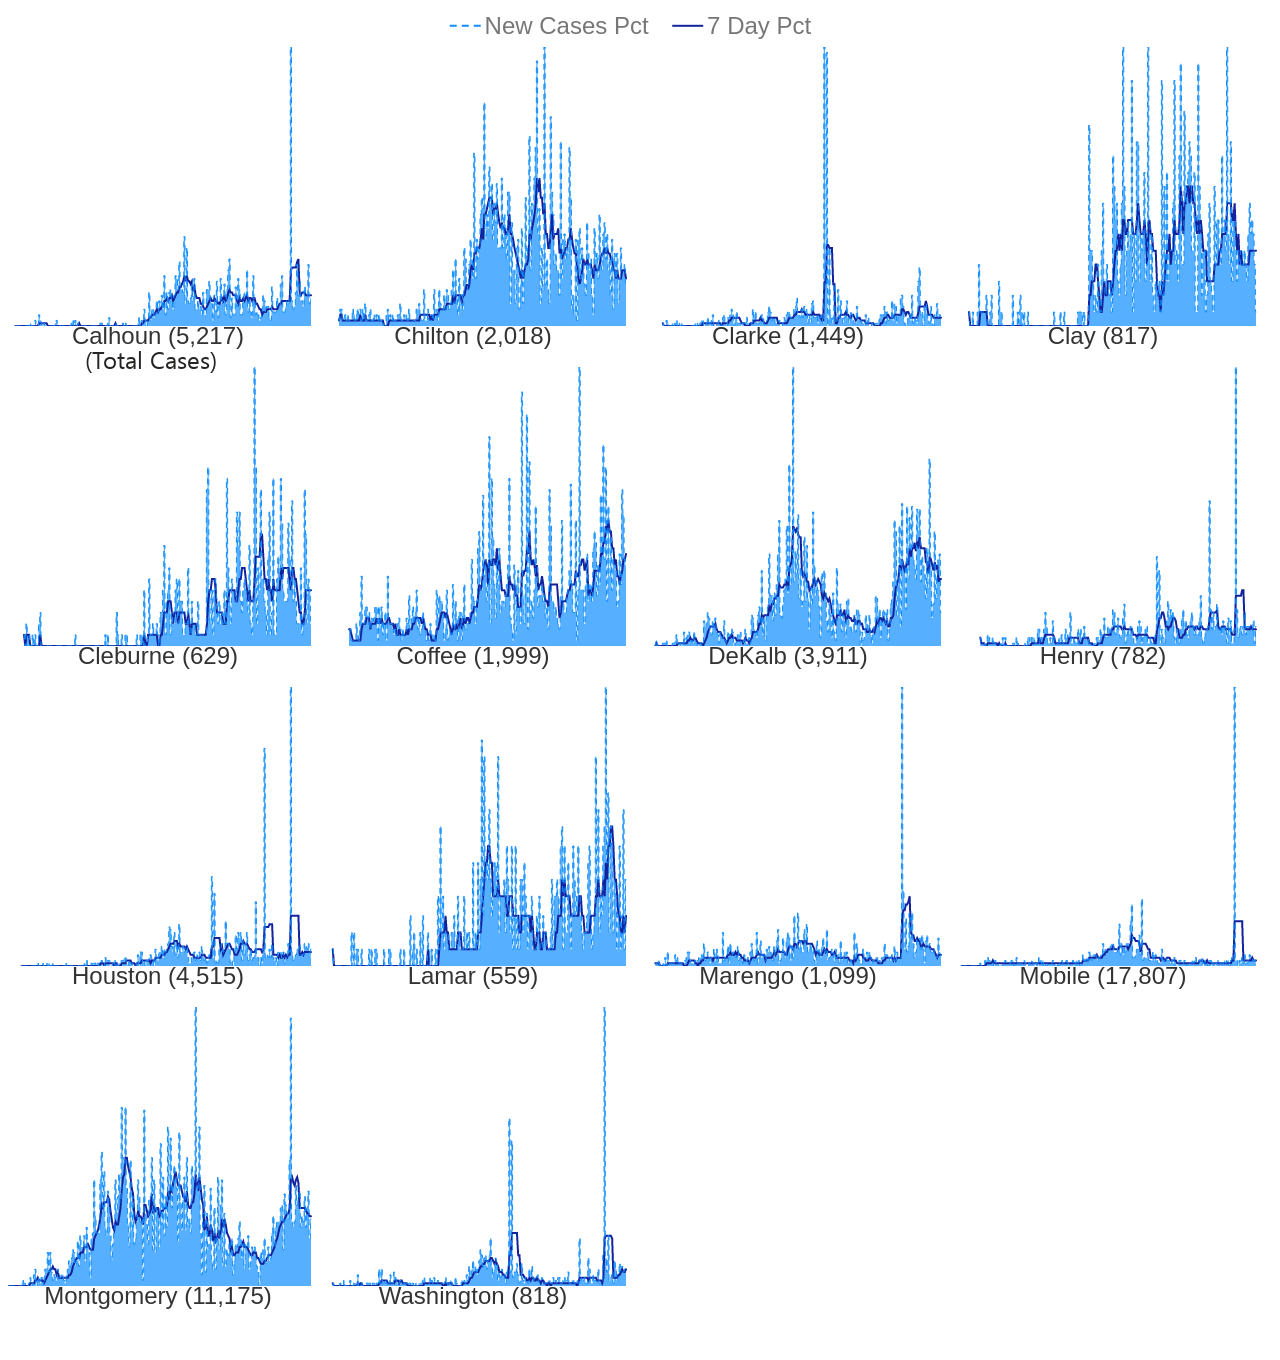 New Cases Pct 7 Day Pct
Calhoun (5,217) Chilton (2,018) Clarke (1,449) Clay (817)
(Total Cases)
Cleburne (629) Coffee (1,999) DeKalb (3,911) Henry (782)
Houston (4,515) Lamar (559) Marengo (1,099) Mobile (17,807)
Montgomery (11,175) Washington (818)